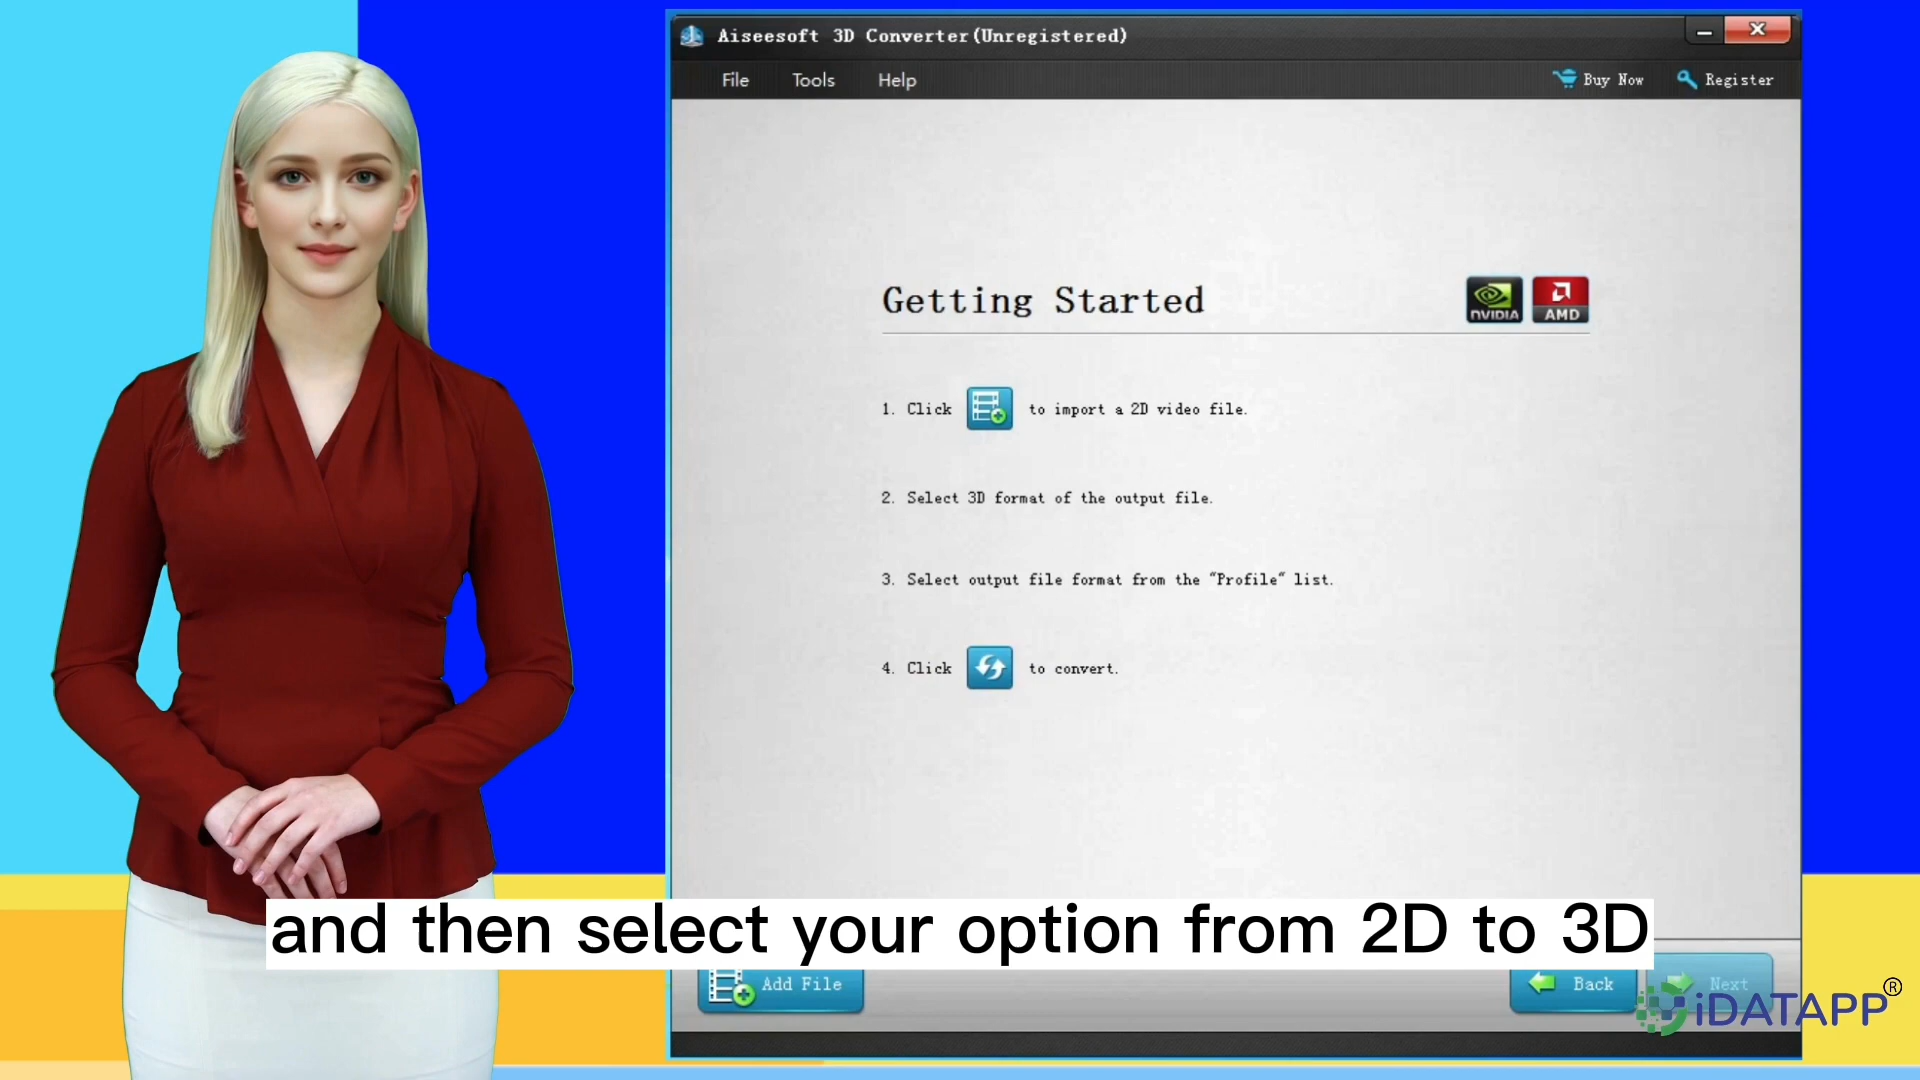 Aiseesoft 3D Converter(Unregistered)
File Tools Help Buy Now Register
Getting Started
NVIDIA AMD
1. Click to import a 2D video file.
2. Select 3D format of the output file.
3. Select output file format from the "Profile" list.
4. Click to convert.
and then select your option from 2D to 3D
Add File Back Next
iDATAPP®